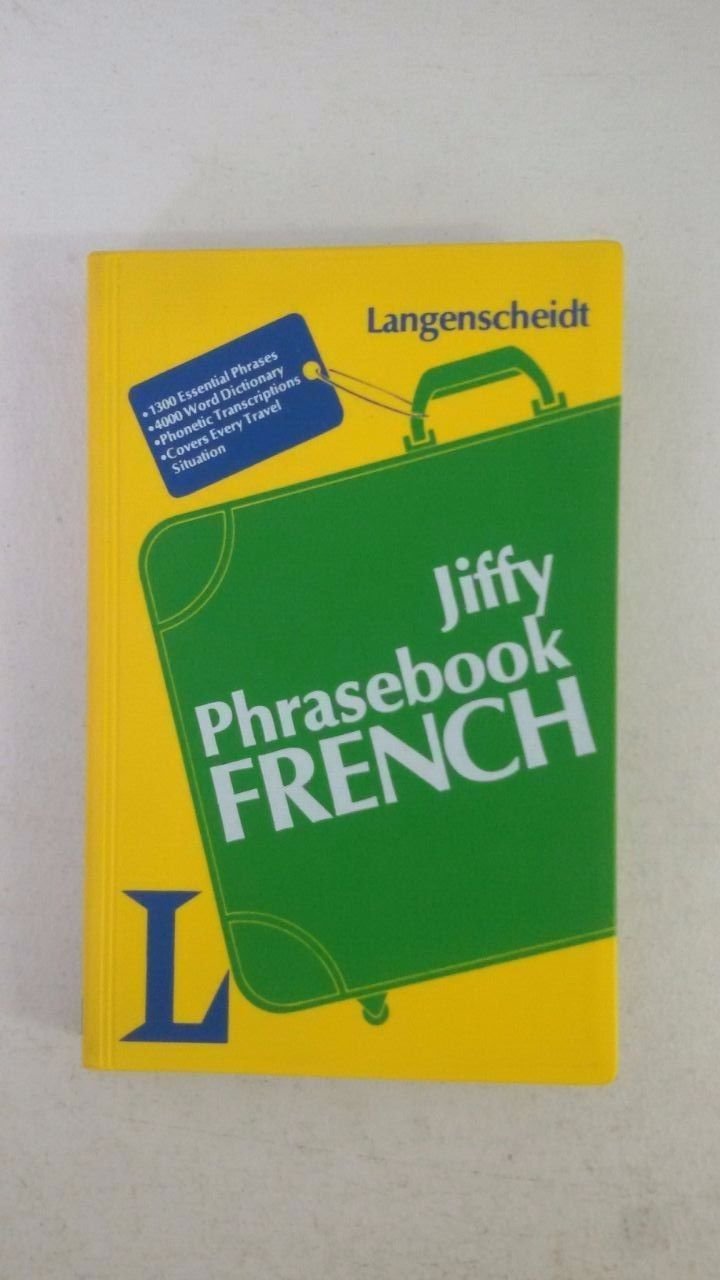 Langenscheidt
• 1300 Essential Phrases
• 4000 Word Dictionary
• Phonetic Transcriptions
• Covers Every Travel
Situation
Jiffy
Phrasebook
FRENCH
L